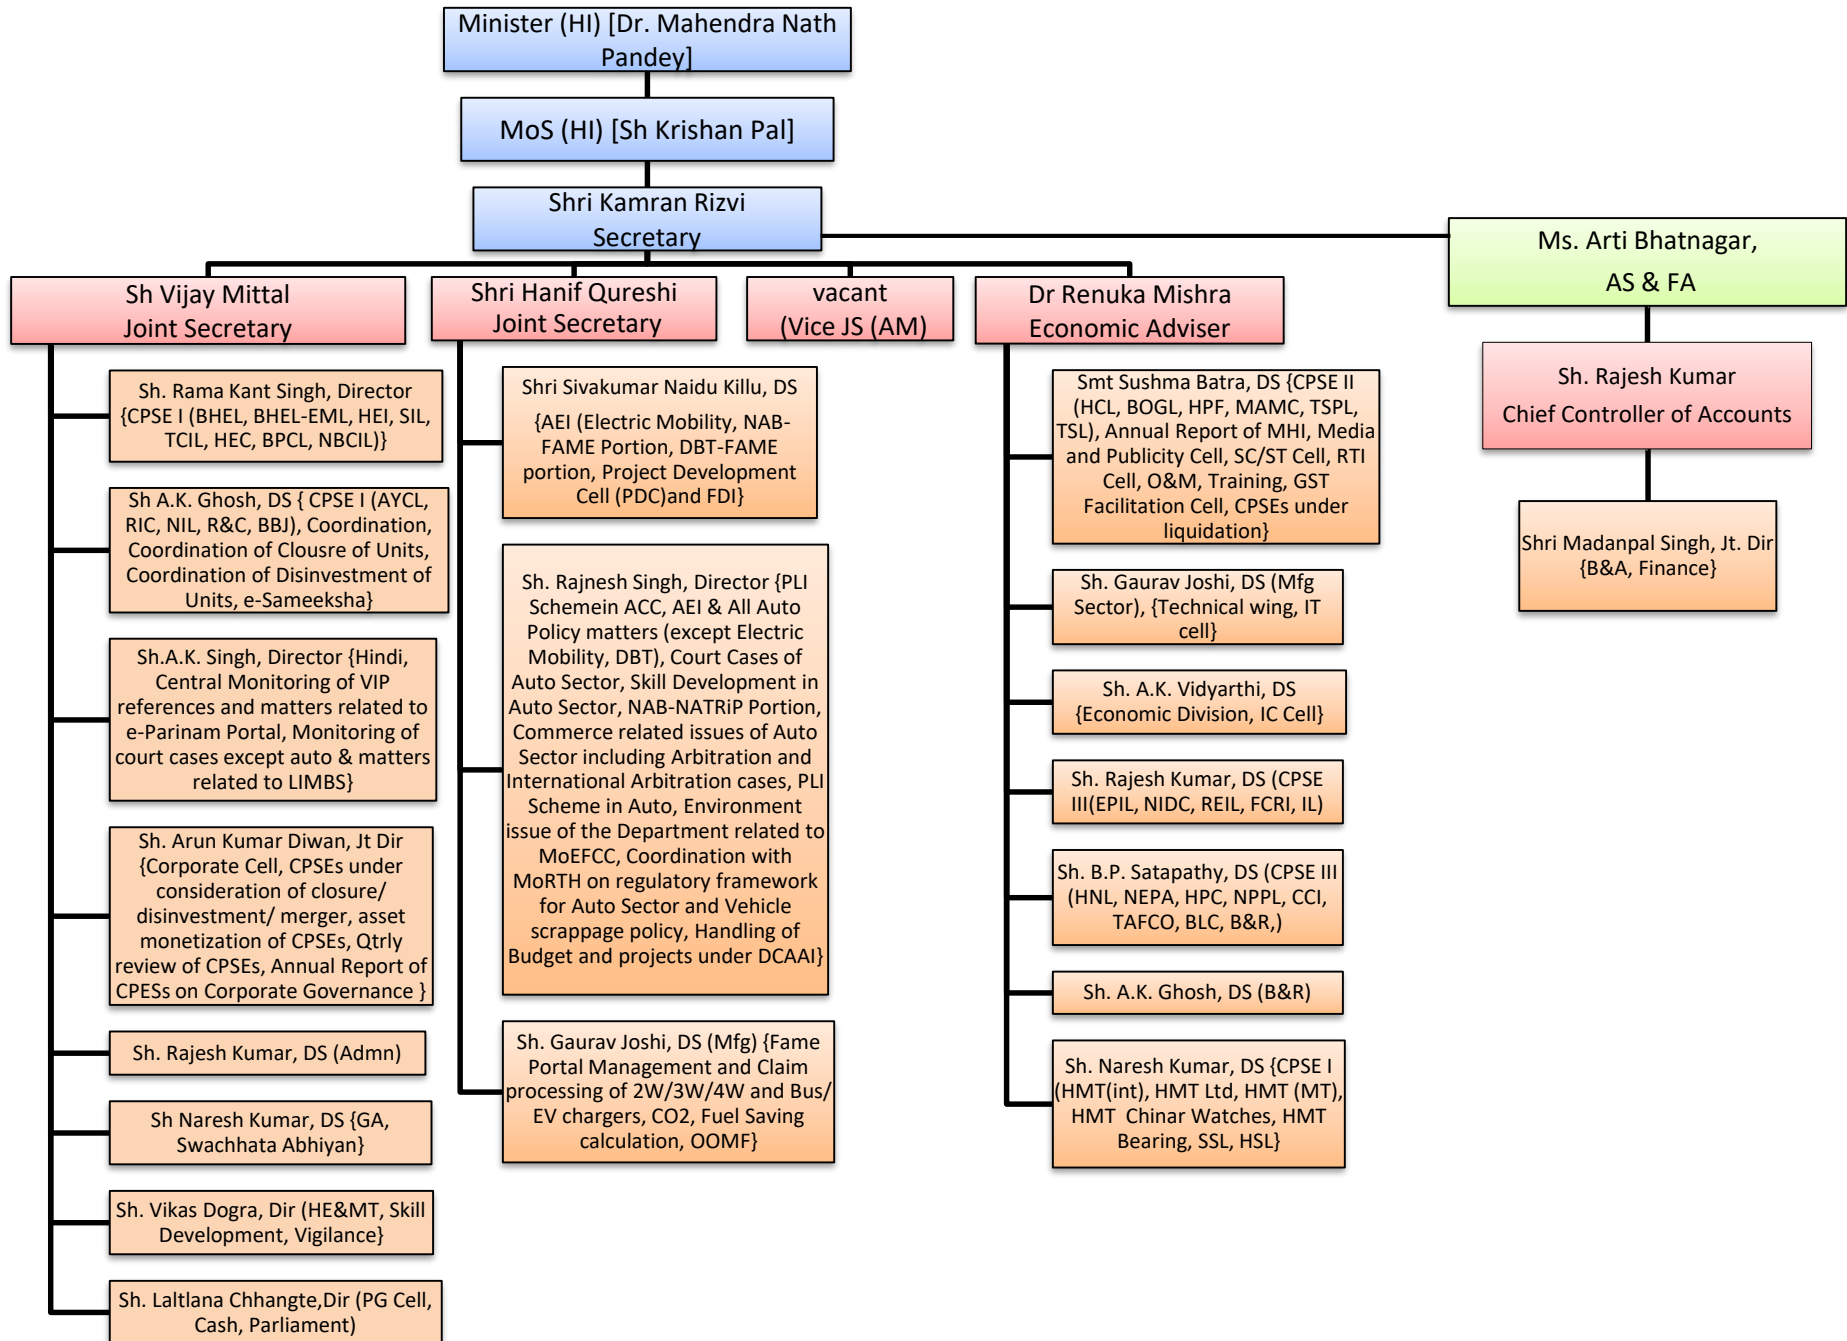 Minister (HI) [Dr. Mahendra Nath
Pandey]
MoS (HI) [Sh Krishan Pal]
Shri Kamran Rizvi
Secretary
Ms. Arti Bhatnagar,
AS & FA
Sh Vijay Mittal
Joint Secretary
Shri Hanif Qureshi
Joint Secretary
vacant
(Vice JS (AM)
Dr Renuka Mishra
Economic Adviser
Sh. Rajesh Kumar
Chief Controller of Accounts
Shri Madanpal Singh, Jt. Dir
{B&A, Finance}
Sh. Rama Kant Singh, Director
{CPSE I (BHEL, BHEL-EML, HEI, SIL,
TCIL, HEC, BPCL, NBCIL)}
Sh A.K. Ghosh, DS { CPSE I (AYCL,
RIC, NIL, R&C, BBJ), Coordination,
Coordination of Clousre of Units,
Coordination of Disinvestment of
Units, e-Sameeksha}
Sh.A.K. Singh, Director {Hindi,
Central Monitoring of VIP
references and matters related to
e-Parinam Portal, Monitoring of
court cases except auto & matters
related to LIMBS}
Sh. Arun Kumar Diwan, Jt Dir
{Corporate Cell, CPSEs under
consideration of closure/
disinvestment/ merger, asset
monetization of CPSEs, Qtrly
review of CPSEs, Annual Report of
CPESs on Corporate Governance }
Sh. Rajesh Kumar, DS (Admn)
Sh Naresh Kumar, DS {GA,
Swachhata Abhiyan}
Sh. Vikas Dogra, Dir (HE&MT, Skill
Development, Vigilance}
Sh. Laltlana Chhangte,Dir (PG Cell,
Cash, Parliament)
Shri Sivakumar Naidu Killu, DS
{AEI (Electric Mobility, NAB-
FAME Portion, DBT-FAME
portion, Project Development
Cell (PDC)and FDI}
Sh. Rajnesh Singh, Director {PLI
Schemein ACC, AEI & All Auto
Policy matters (except Electric
Mobility, DBT), Court Cases of
Auto Sector, Skill Development in
Auto Sector, NAB-NATRiP Portion,
Commerce related issues of Auto
Sector including Arbitration and
International Arbitration cases, PLI
Scheme in Auto, Environment
issue of the Department related to
MoEFCC, Coordination with
MoRTH on regulatory framework
for Auto Sector and Vehicle
scrappage policy, Handling of
Budget and projects under DCAAI}
Sh. Gaurav Joshi, DS (Mfg) {Fame
Portal Management and Claim
processing of 2W/3W/4W and Bus/
EV chargers, CO2, Fuel Saving
calculation, OOMF}
Smt Sushma Batra, DS {CPSE II
(HCL, BOGL, HPF, MAMC, TSPL,
TSL), Annual Report of MHI, Media
and Publicity Cell, SC/ST Cell, RTI
Cell, O&M, Training, GST
Facilitation Cell, CPSEs under
liquidation}
Sh. Gaurav Joshi, DS (Mfg
Sector), {Technical wing, IT
cell}
Sh. A.K. Vidyarthi, DS
{Economic Division, IC Cell}
Sh. Rajesh Kumar, DS (CPSE
III(EPIL, NIDC, REIL, FCRI, IL)
Sh. B.P. Satapathy, DS (CPSE III
(HNL, NEPA, HPC, NPPL, CCI,
TAFCO, BLC, B&R,)
Sh. A.K. Ghosh, DS (B&R)
Sh. Naresh Kumar, DS {CPSE I
(HMT(int), HMT Ltd, HMT (MT),
HMT Chinar Watches, HMT
Bearing, SSL, HSL}